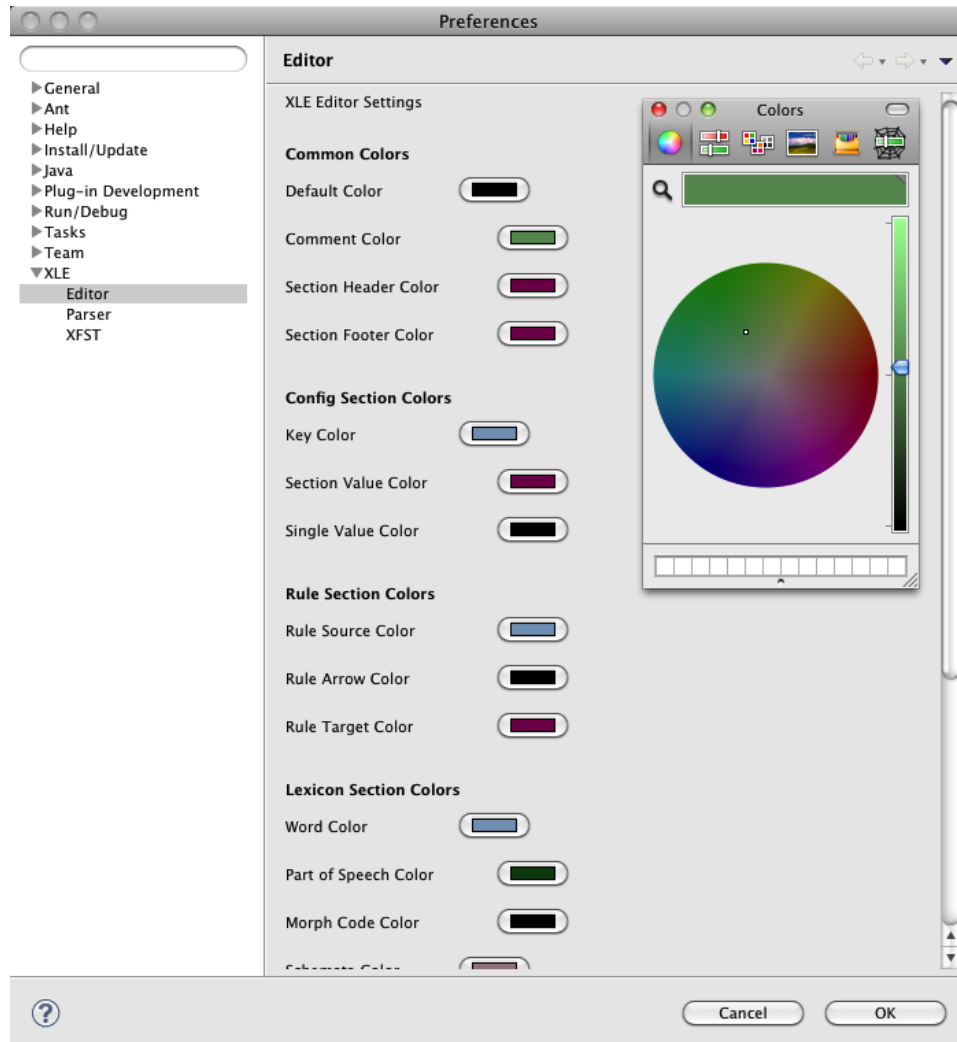 Preferences
Editor
General
Ant
Help
Install/Update
Java
Plug-in Development
Run/Debug
Tasks
Team
XLE
Editor
Parser
XFST
XLE Editor Settings
Common Colors
Default Color
Comment Color
Section Header Color
Section Footer Color
Config Section Colors
Key Color
Section Value Color
Single Value Color
Rule Section Colors
Rule Source Color
Rule Arrow Color
Rule Target Color
Lexicon Section Colors
Word Color
Part of Speech Color
Morph Code Color
Schemata Color
Colors
?
Cancel
OK